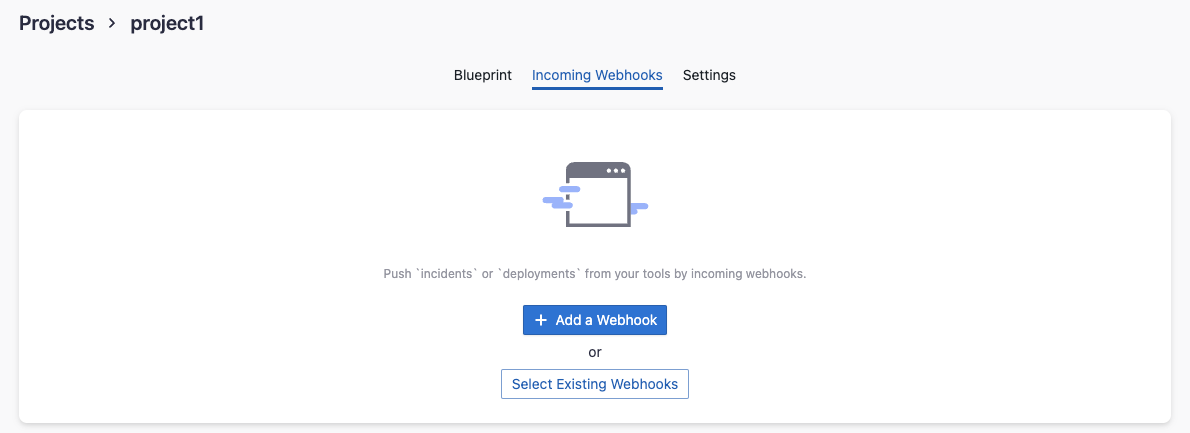 Projects > project1
Blueprint Incoming Webhooks Settings
Push `incidents` or `deployments` from your tools by incoming webhooks.
+ Add a Webhook
or
Select Existing Webhooks